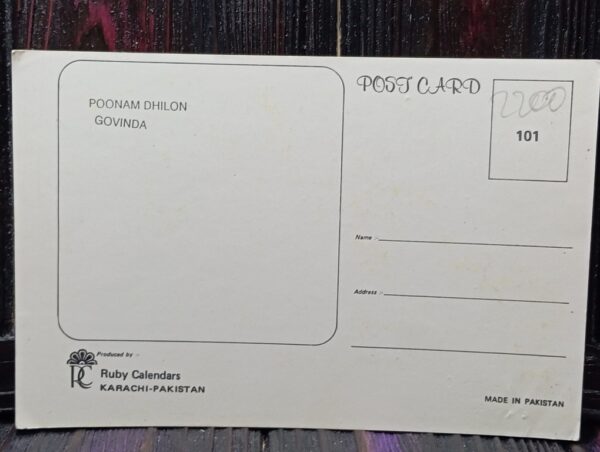 POONAM DHILON
GOVINDA
POST CARD
2200
101
Name :-
Address :-
Produced by :-
RC
Ruby Calendars
KARACHI-PAKISTAN
MADE IN PAKISTAN